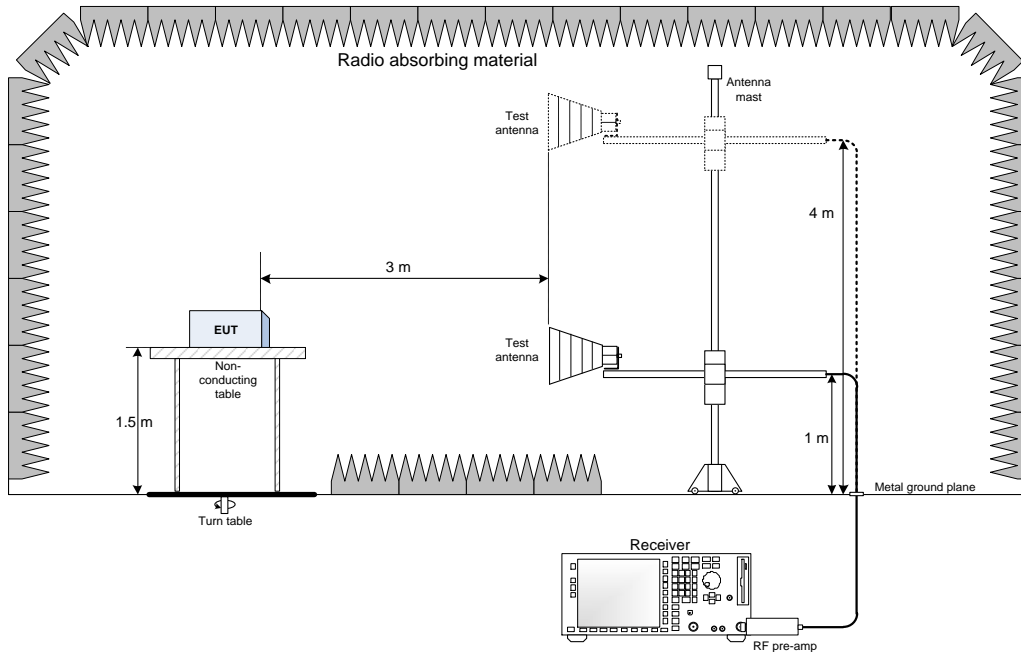 Radio absorbing material
Antenna
mast
Test
antenna
4 m
3 m
EUT
Test
antenna
Non-
conducting
table
1.5 m
1 m
Metal ground plane
Turn table
Receiver
RF pre-amp